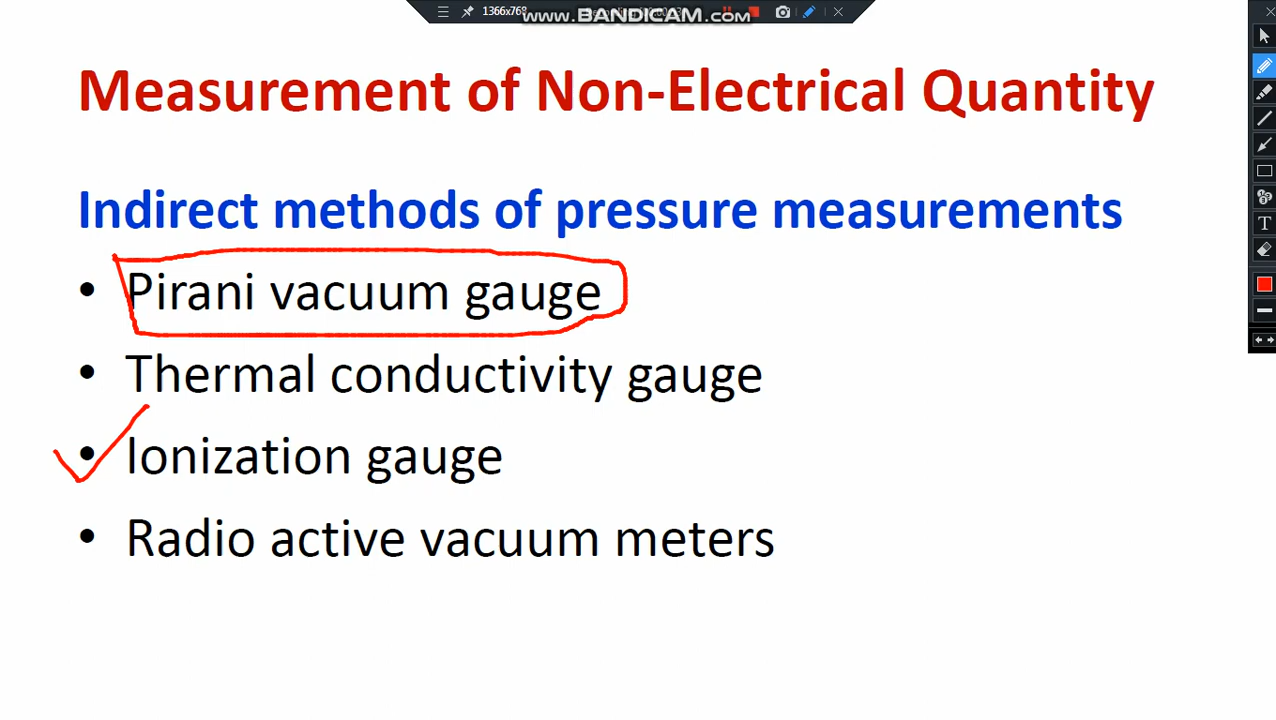 1366x768
www.BANDICAM.com
Measurement of Non-Electrical Quantity
Indirect methods of pressure measurements
• Pirani vacuum gauge
• Thermal conductivity gauge
• Ionization gauge
• Radio active vacuum meters
T